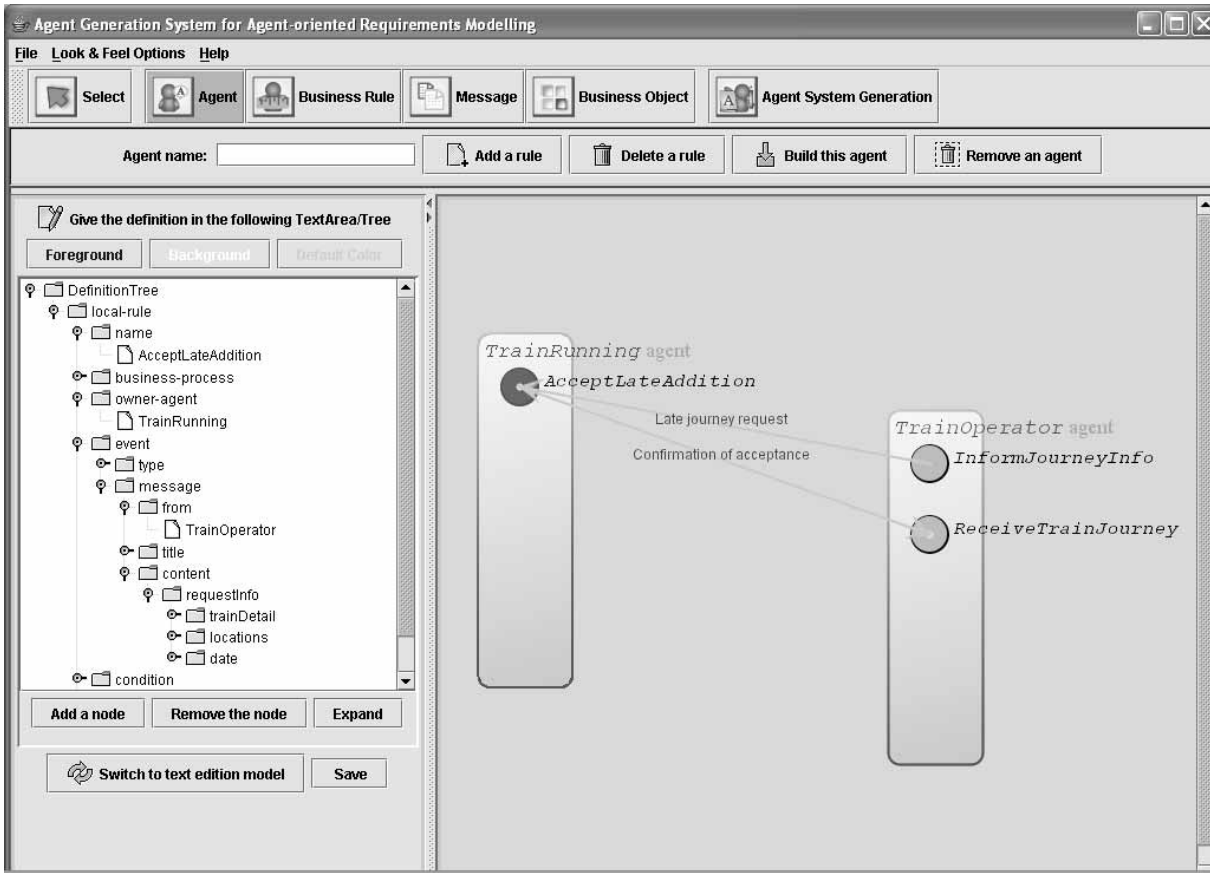 Agent Generation System for Agent-oriented Requirements Modelling
File Look & Feel Options Help
Select Agent Business Rule Message Business Object Agent System Generation
Agent name: Add a rule Delete a rule Build this agent Remove an agent
Give the definition in the following TextArea/Tree
Foreground Background Default Color
DefinitionTree
local-rule
name
AcceptLateAddition
business-process
owner-agent
TrainRunning
event
type
message
from
TrainOperator
title
content
requestInfo
trainDetail
locations
date
condition
Add a node Remove the node Expand
Switch to text edition model Save
TrainRunning agent
AcceptLateAddition
Late journey request
Confirmation of acceptance
TrainOperator agent
InformJourneyInfo
ReceiveTrainJourney